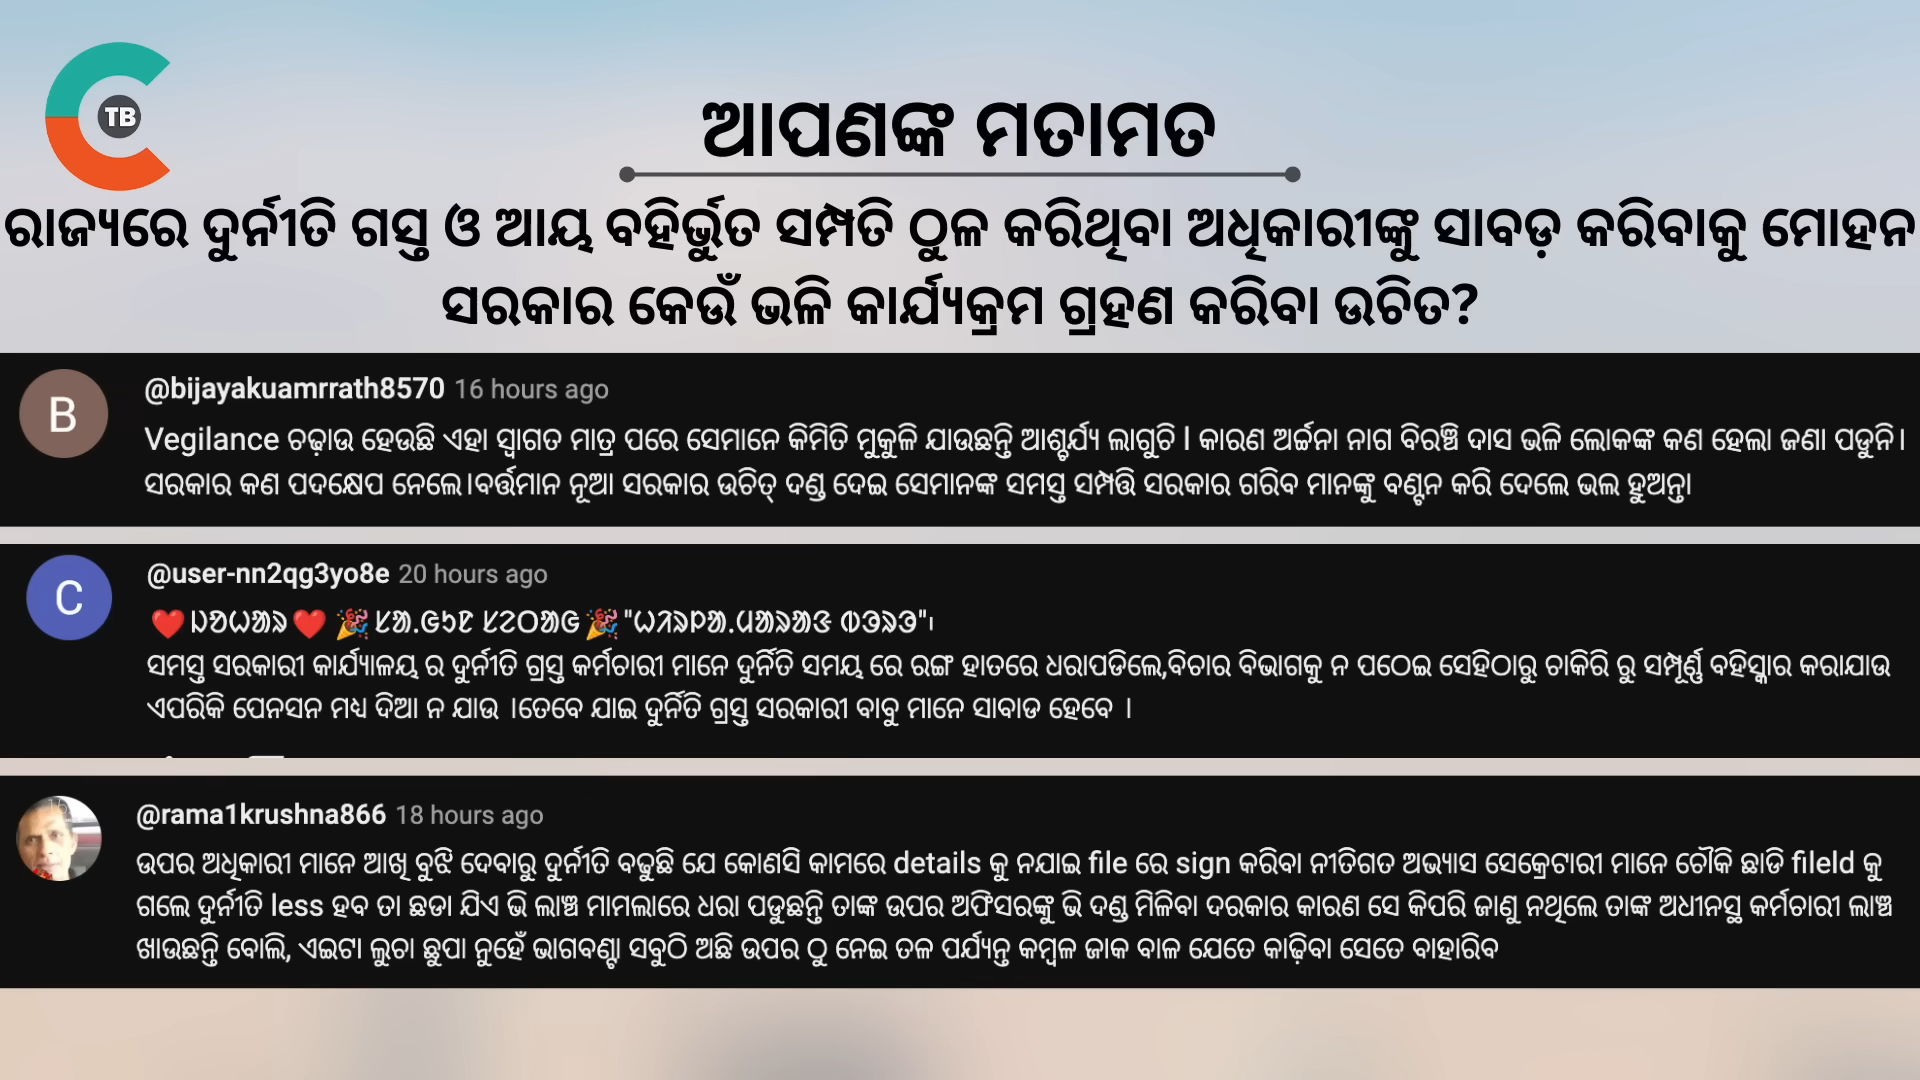 TB
ଆପଣଙ୍କ ମତାମତ
ରାଜ୍ୟରେ ଦୁର୍ନୀତି ଗସ୍ତ ଓ ଆୟ ବହିର୍ଭୁତ ସମ୍ପତି ଠୁଳ କରିଥିବା ଅଧିକାରୀଙ୍କୁ ସାବଡ଼ କରିବାକୁ ମୋହନ
ସରକାର କେଉଁ ଭଳି କାର୍ଯ୍ୟକ୍ରମ ଗ୍ରହଣ କରିବା ଉଚିତ?
B
@bijayakuamrrath8570 16 hours ago
Vegilance ଚଢ଼ାଉ ହେଉଛି ଏହା ସ୍ୱାଗତ ମାତ୍ର ପରେ ସେମାନେ କିମିତି ମୁକୁଳି ଯାଉଛନ୍ତି ଆଶ୍ଚର୍ଯ୍ୟ ଲାଗୁଚି l କାରଣ ଅର୍ଚ୍ଚନା ନାଗ ବିରଞ୍ଚି ଦାସ ଭଳି ଲୋକଙ୍କ କଣ ହେଲା ଜଣା ପଡୁନି।
ସରକାର କଣ ପଦକ୍ଷେପ ନେଲେ।ବର୍ତ୍ତମାନ ନୂଆ ସରକାର ଉଚିତ୍ ଦଣ୍ଡ ଦେଇ ସେମାନଙ୍କ ସମସ୍ତ ସମ୍ପତ୍ତି ସରକାର ଗରିବ ମାନଙ୍କୁ ବଣ୍ଟନ କରି ଦେଲେ ଭଲ ହୁଅନ୍ତା
C
@user-nn2qg3yo8e 20 hours ago
ସମସ୍ତ ସରକାରୀ କାର୍ଯ୍ୟାଳୟ ର ଦୁର୍ନୀତି ଗ୍ରସ୍ତ କର୍ମଚାରୀ ମାନେ ଦୁର୍ନିତି ସମୟ ରେ ରଙ୍ଗ ହାତରେ ଧରାପଡିଲେ,ବିଚାର ବିଭାଗକୁ ନ ପଠେଇ ସେହିଠାରୁ ଚାକିରି ରୁ ସମ୍ପୂର୍ଣ୍ଣ ବହିସ୍କାର କରାଯାଉ
ଏପରିକି ପେନସନ ମଧ୍ୟ ଦିଆ ନ ଯାଉ ।ତେବେ ଯାଇ ଦୁର୍ନିତି ଗ୍ରସ୍ତ ସରକାରୀ ବାବୁ ମାନେ ସାବାଡ ହେବେ ।
@rama1krushna866 18 hours ago
ଉପର ଅଧିକାରୀ ମାନେ ଆଖି ବୁଝି ଦେବାରୁ ଦୁର୍ନୀତି ବଢୁଛି ଯେ କୋଣସି କାମରେ details କୁ ନଯାଇ file ରେ sign କରିବା ନୀତିଗତ ଅଭ୍ୟାସ ସେକ୍ରେଟାରୀ ମାନେ ଚୌକି ଛାଡି fileld କୁ
ଗଲେ ଦୁର୍ନୀତି less ହବ ତା ଛଡା ଯିଏ ଭି ଲାଞ୍ଚ ମାମଲାରେ ଧରା ପଡୁଛନ୍ତି ତାଙ୍କ ଉପର ଅଫିସରଙ୍କୁ ଭି ଦଣ୍ଡ ମିଳିବା ଦରକାର କାରଣ ସେ କିପରି ଜାଣୁ ନଥିଲେ ତାଙ୍କ ଅଧୀନସ୍ଥ କର୍ମଚାରୀ ଲାଞ୍ଚ
ଖାଉଛନ୍ତି ବୋଲି, ଏଇଟା ଲୁଚା ଛୁପା ନୁହେଁ ଭାଗବଣ୍ଟା ସବୁଠି ଅଛି ଉପର ଠୁ ନେଇ ତଳ ପର୍ଯ୍ୟନ୍ତ କମ୍ବଳ ଜାକ ବାଳ ଯେତେ କାଢ଼ିବା ସେତେ ବାହାରିବ